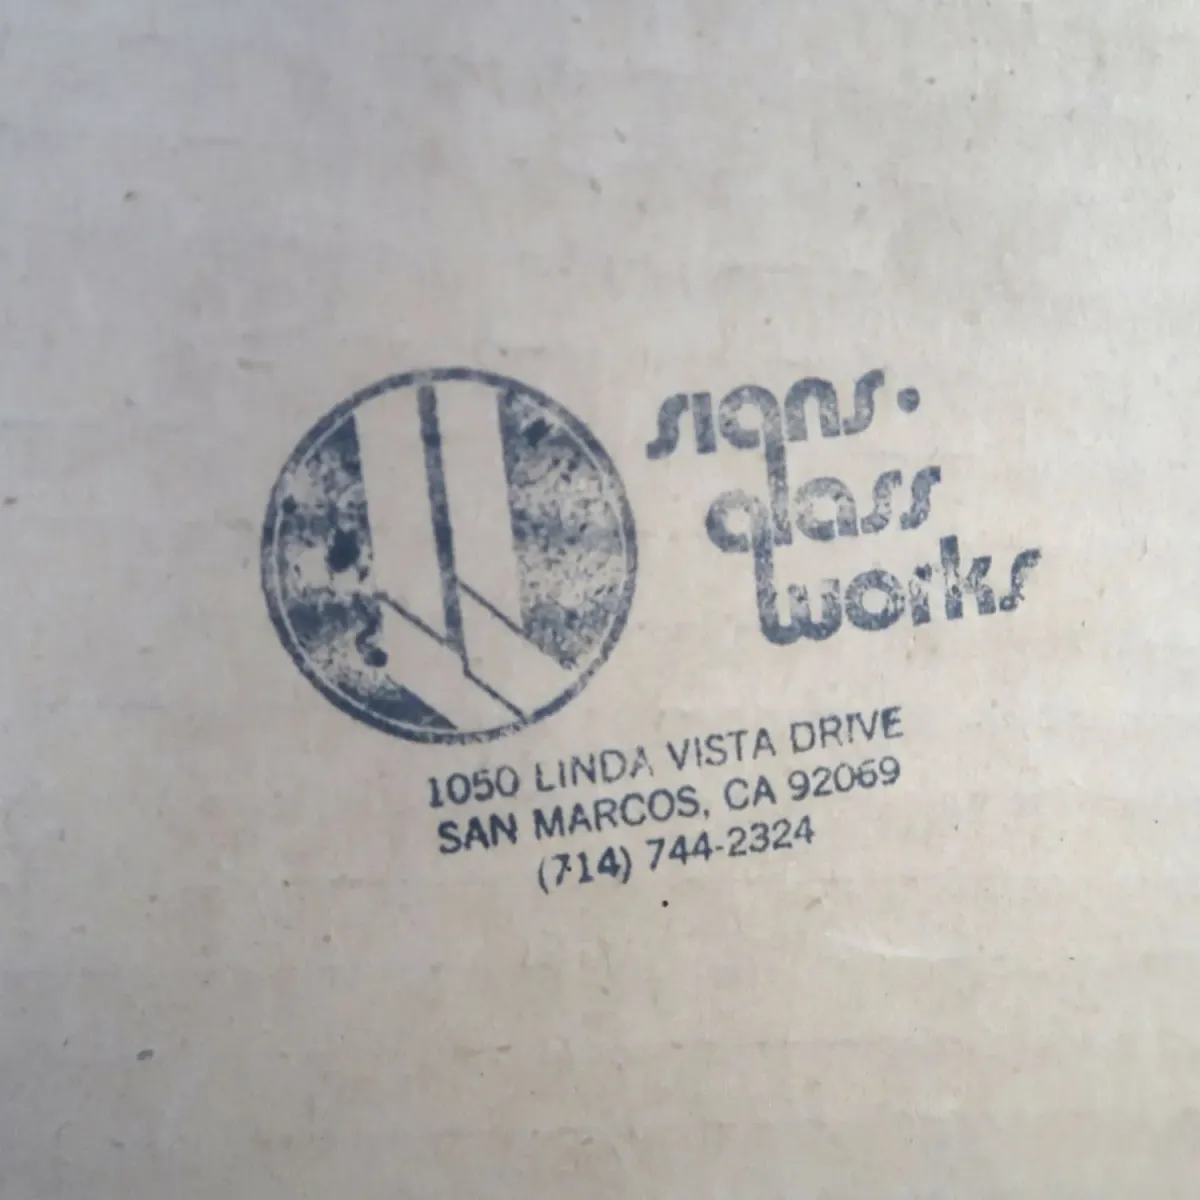 signs.
glass
works
1050 LINDA VISTA DRIVE
SAN MARCOS, CA 92069
(714) 744-2324